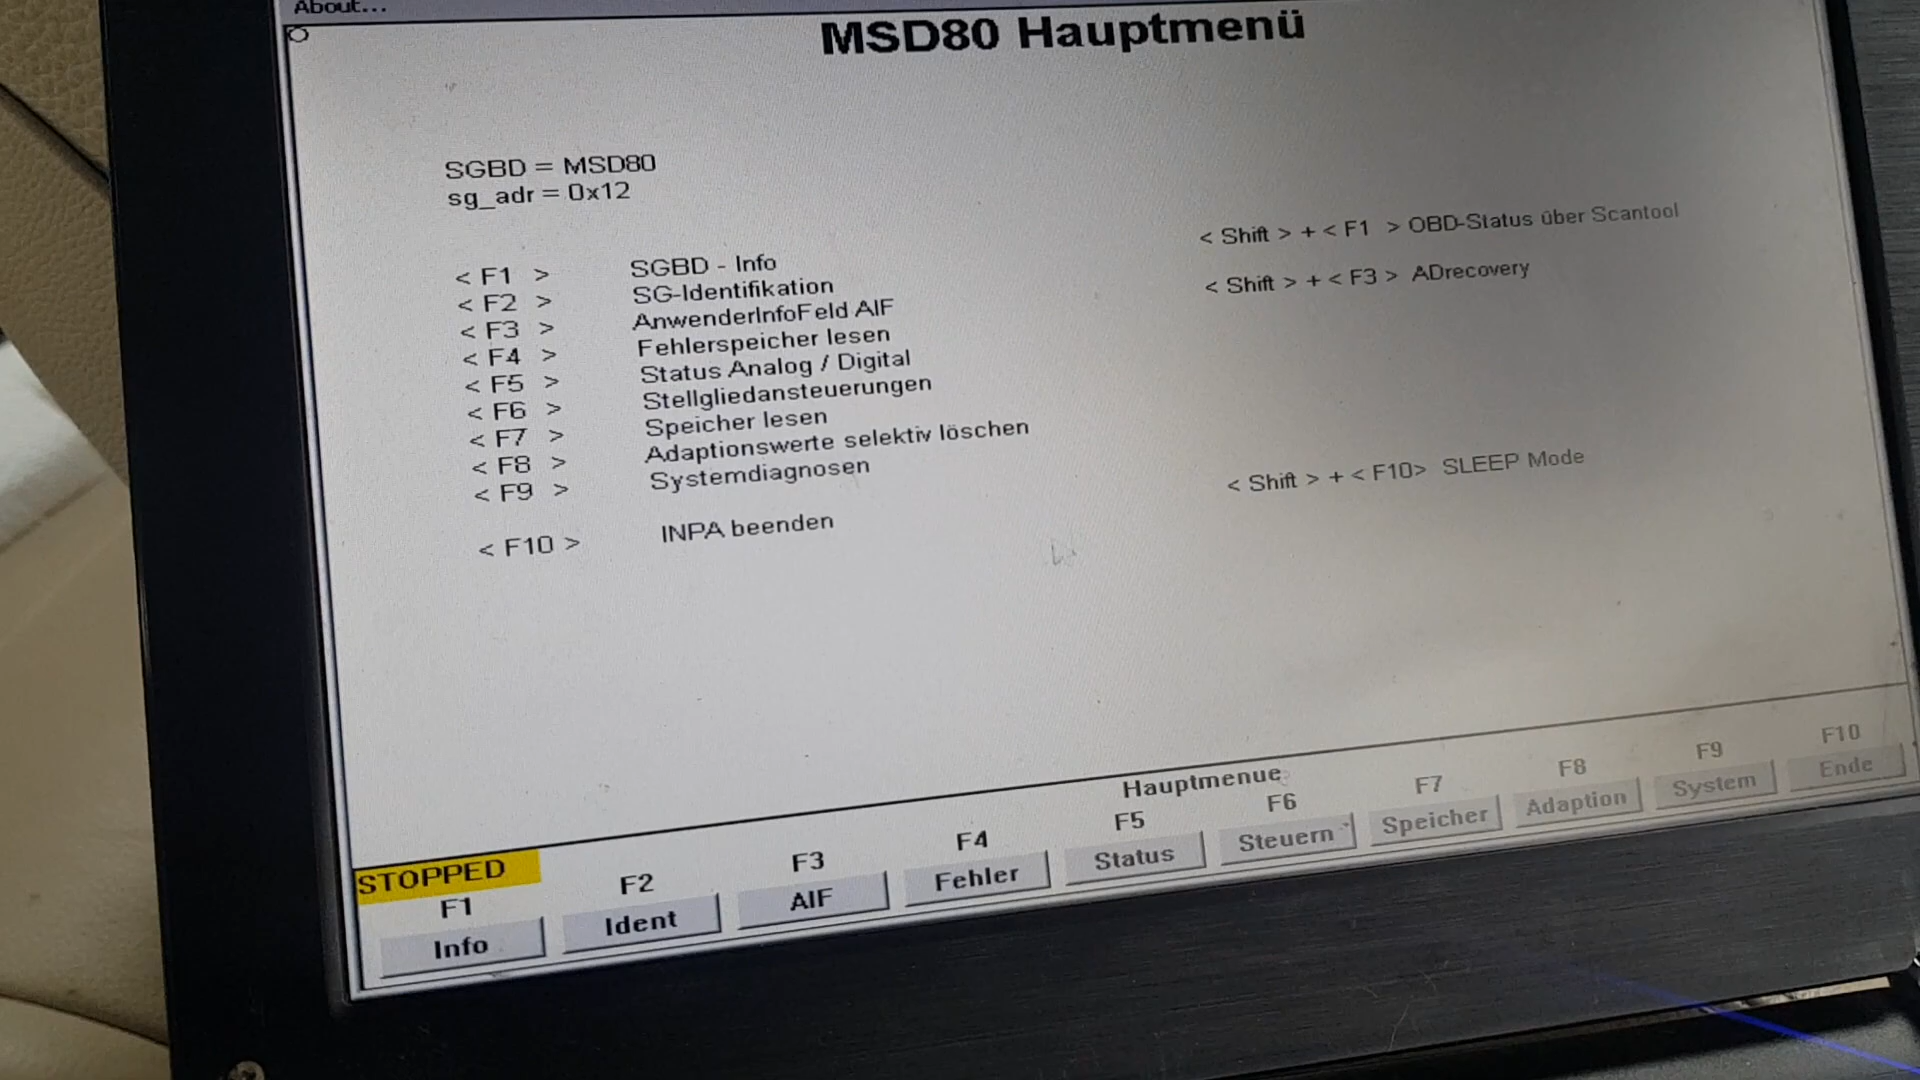 About...
MSD80 Hauptmenü
SGBD = MSD80
sg_adr = 0x12
< F1 > SGBD - Info
< F2 > SG-Identifikation
< F3 > AnwenderInfoFeld AIF
< F4 > Fehlerspeicher lesen
< F5 > Status Analog / Digital
< F6 > Stellgliedansteuerungen
< F7 > Speicher lesen
< F8 > Adaptionswerte selektiv löschen
< F9 > Systemdiagnosen
< F10 > INPA beenden
< Shift > + < F1 > OBD-Status über Scantool
< Shift > + < F3 > ADrecovery
< Shift > + < F10> SLEEP Mode
Hauptmenue
STOPPED
F1 F2 F3 F4 F5 F6 F7 F8 F9 F10
Info Ident AIF Fehler Status Steuern Speicher Adaption System Ende